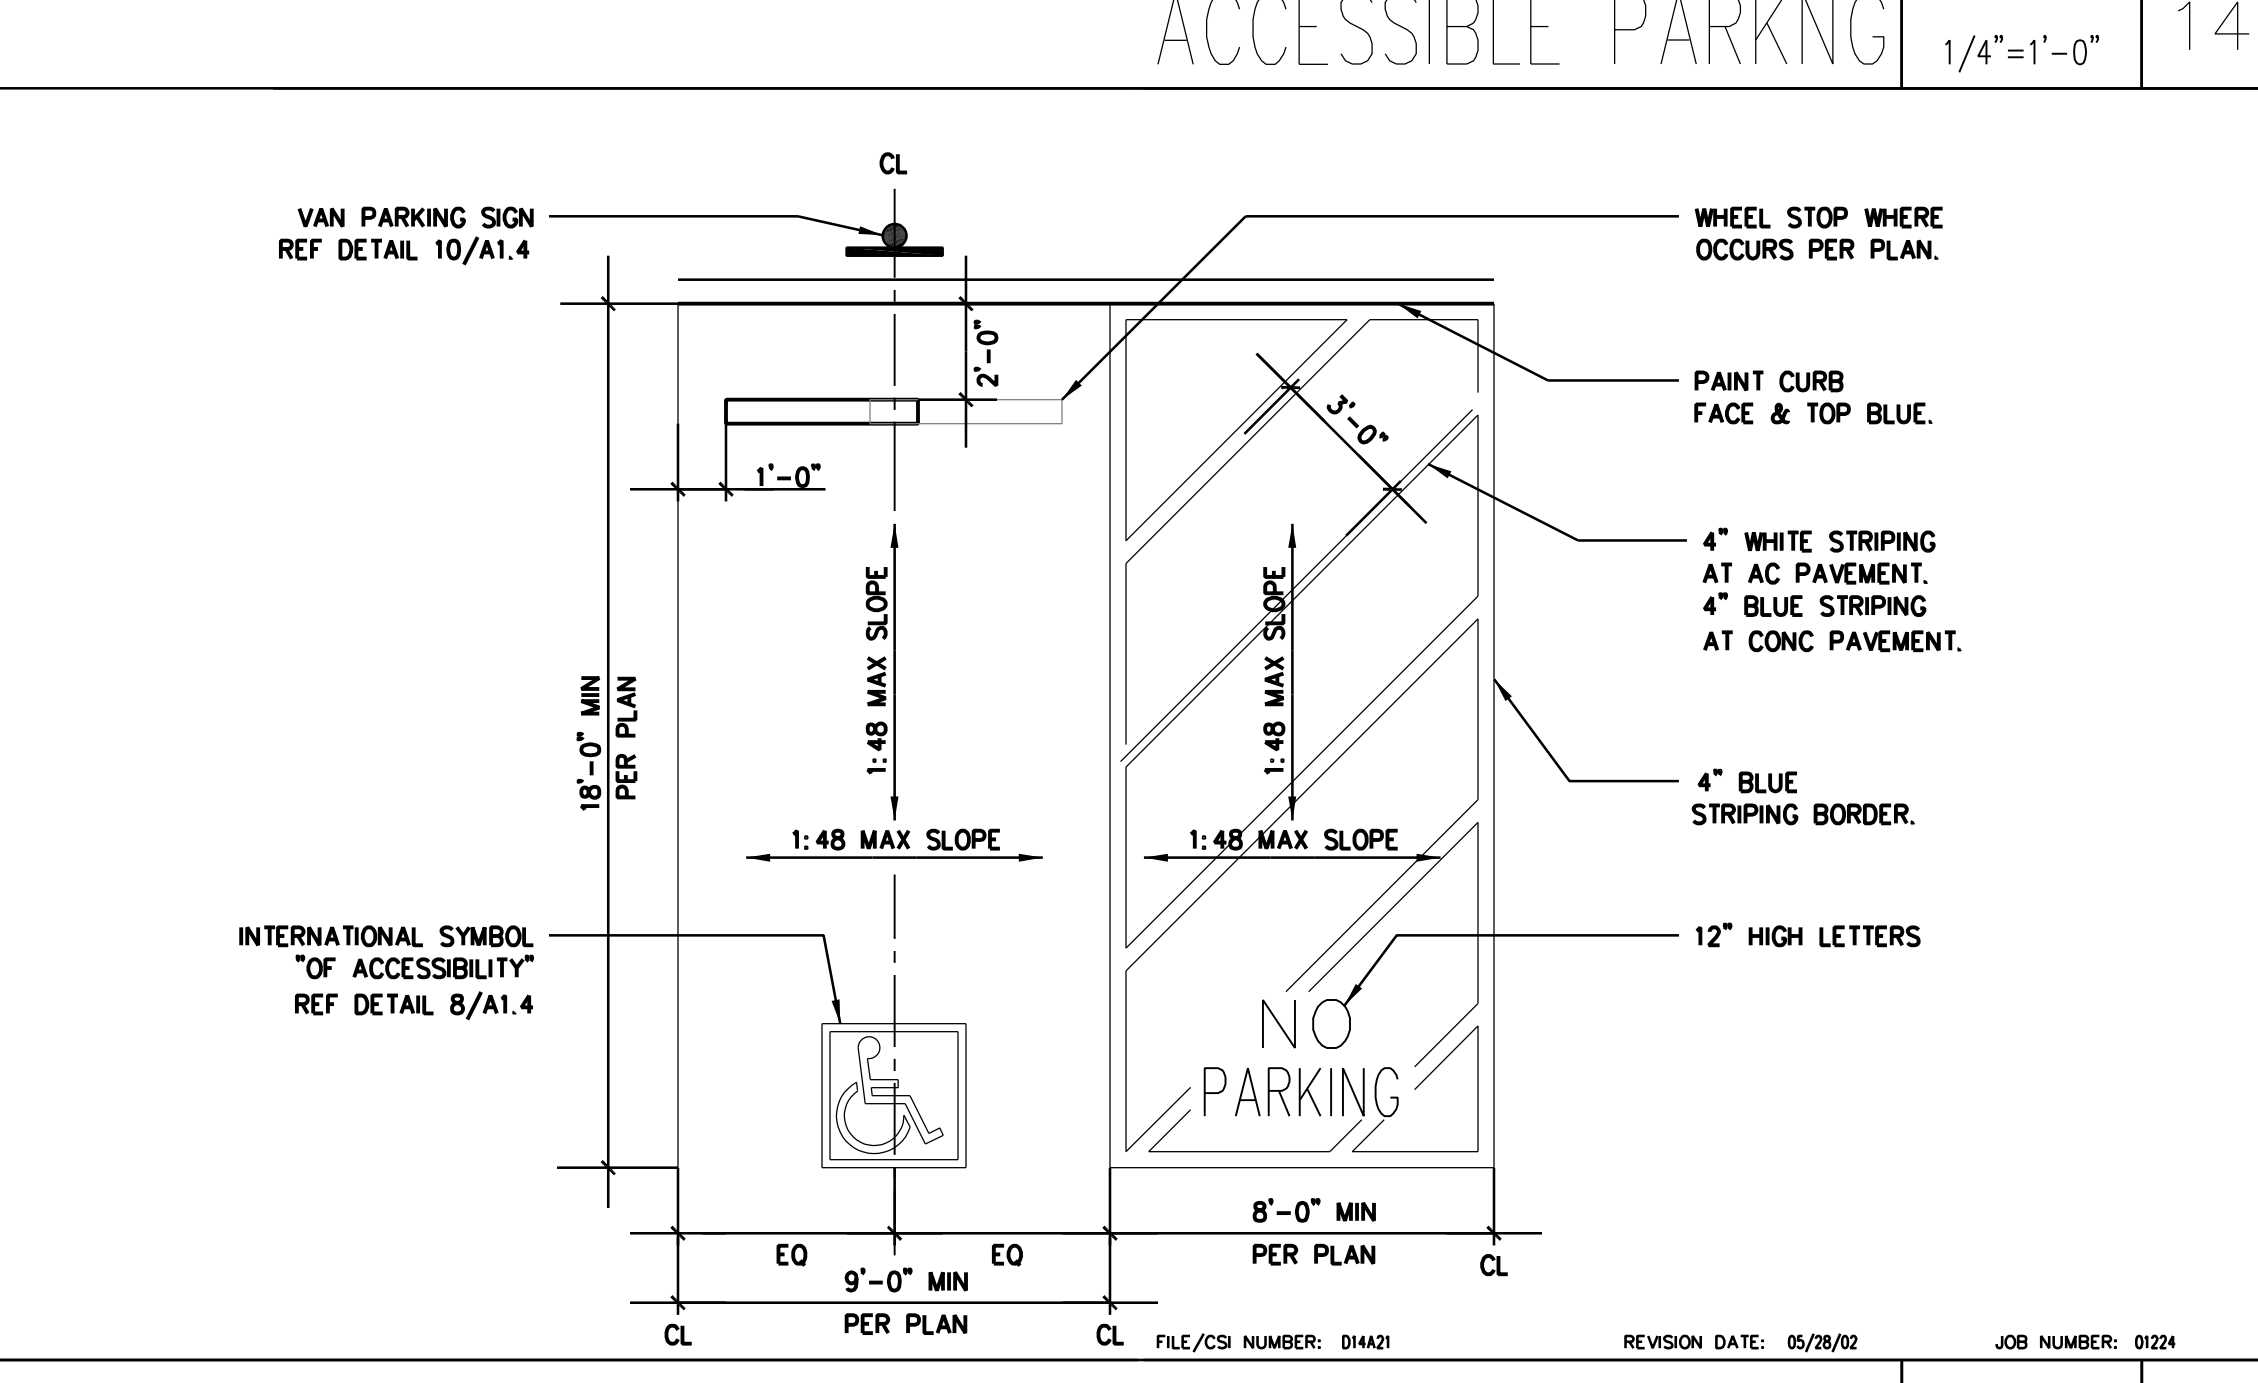 ACCESSIBLE PARKNG
1/4"=1'-0"
14
CL
VAN PARKING SIGN
REF DETAIL 10/A1.4
WHEEL STOP WHERE
OCCURS PER PLAN.
2'-0"
PAINT CURB
FACE & TOP BLUE.
3'-0"
1'-0"
4" WHITE STRIPING
AT AC PAVEMENT.
4" BLUE STRIPING
AT CONC PAVEMENT.
1:48 MAX SLOPE
1:48 MAX SLOPE
18'-0" MIN
PER PLAN
4" BLUE
STRIPING BORDER.
1:48 MAX SLOPE
1:48 MAX SLOPE
INTERNATIONAL SYMBOL
"OF ACCESSIBILITY"
REF DETAIL 8/A1.4
12" HIGH LETTERS
NO
PARKING
8'-0" MIN
PER PLAN
CL
EQ
EQ
9'-0" MIN
PER PLAN
CL
CL
FILE/CSI NUMBER: D14A21
REVISION DATE: 05/28/02
JOB NUMBER: 01224